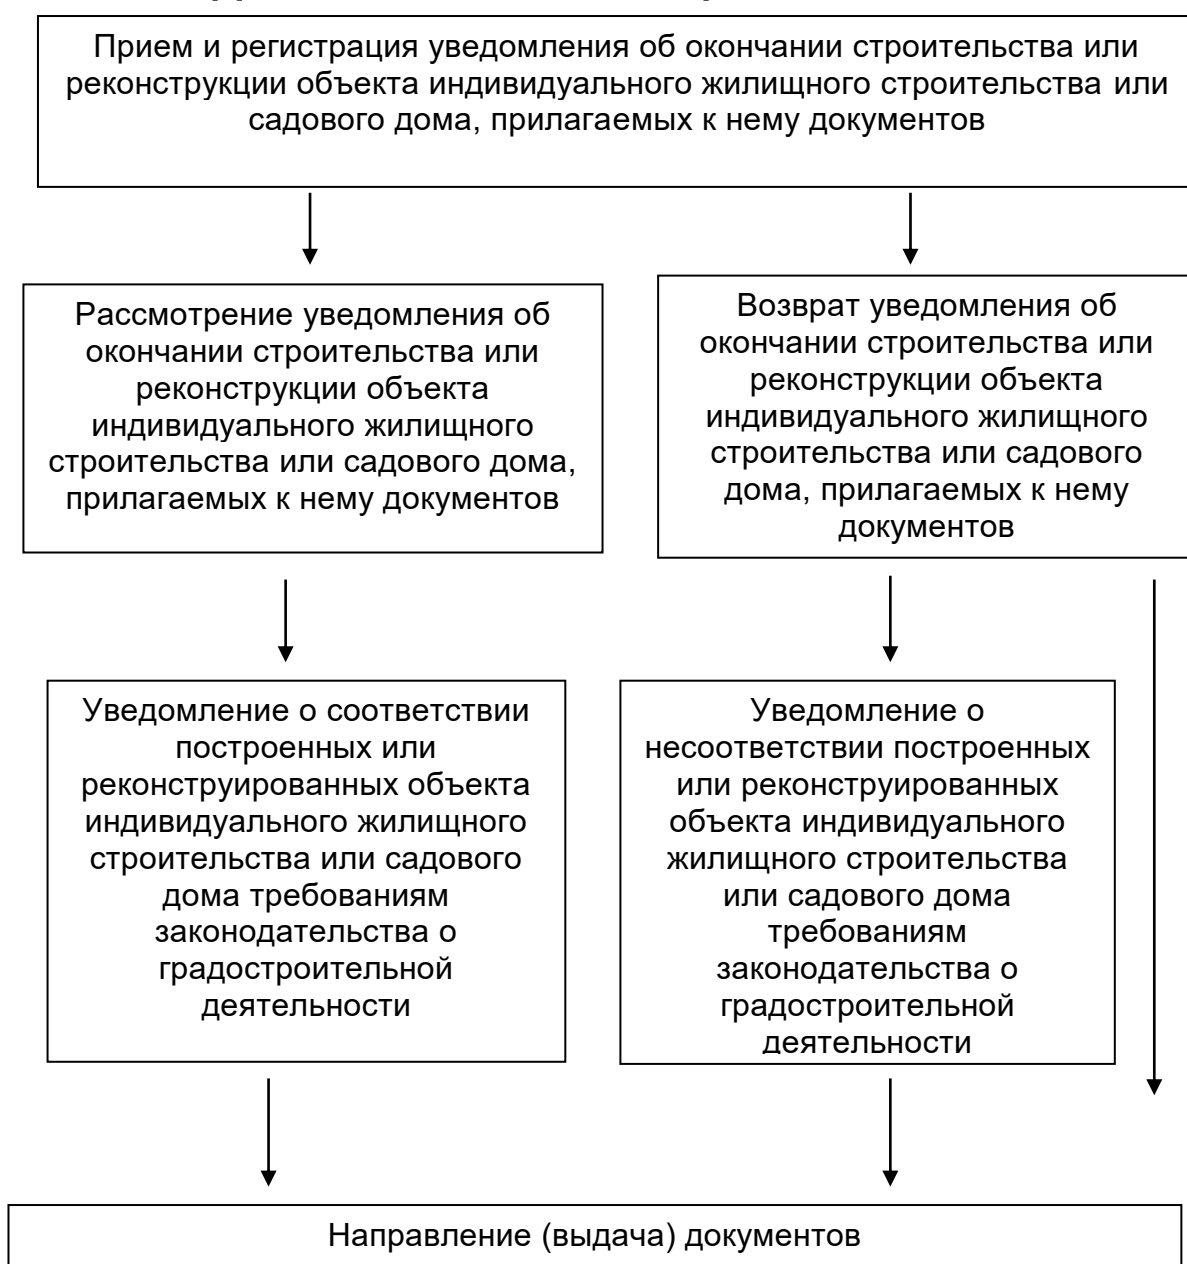 Прием и регистрация уведомления об окончании строительства или
реконструкции объекта индивидуального жилищного строительства или
садового дома, прилагаемых к нему документов
Рассмотрение уведомления об
окончании строительства или
реконструкции объекта
индивидуального жилищного
строительства или садового дома,
прилагаемых к нему документов
Возврат уведомления об
окончании строительства или
реконструкции объекта
индивидуального жилищного
строительства или садового
дома, прилагаемых к нему
документов
Уведомление о соответствии
построенных или
реконструированных объекта
индивидуального жилищного
строительства или садового
дома требованиям
законодательства о
градостроительной
деятельности
Уведомление о
несоответствии построенных
или реконструированных
объекта индивидуального
жилищного строительства
или садового дома
требованиям
законодательства о
градостроительной
деятельности
Направление (выдача) документов